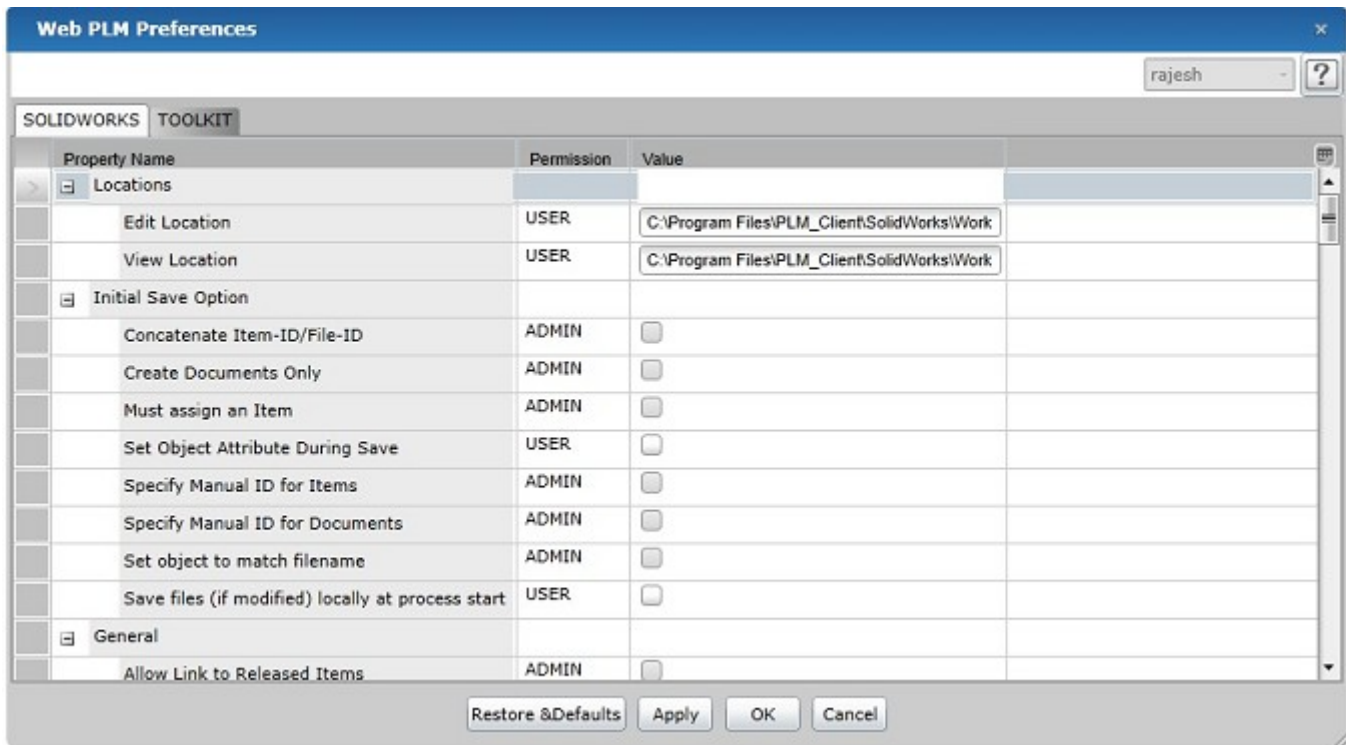 Web PLM Preferences
rajesh ?
SOLIDWORKS TOOLKIT
Property Name Permission Value
Locations
Edit Location USER C:\Program Files\PLM_Client\SolidWorks\Work
View Location USER C:\Program Files\PLM_Client\SolidWorks\Work
Initial Save Option
Concatenate Item-ID/File-ID ADMIN
Create Documents Only ADMIN
Must assign an Item ADMIN
Set Object Attribute During Save USER
Specify Manual ID for Items ADMIN
Specify Manual ID for Documents ADMIN
Set object to match filename ADMIN
Save files (if modified) locally at process start USER
General
Allow Link to Released Items ADMIN
Restore &Defaults Apply OK Cancel